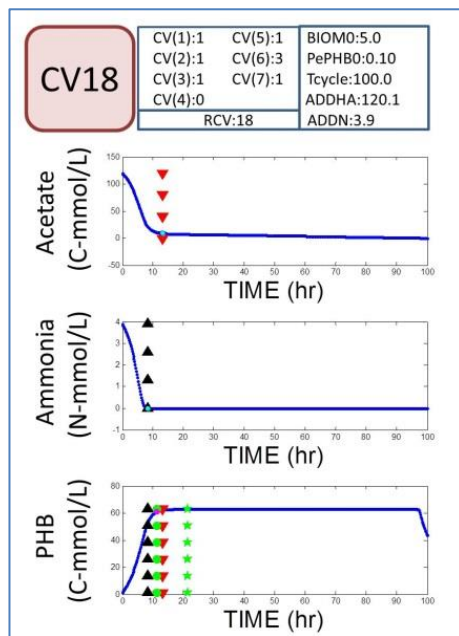 CV18
CV(1):1 CV(5):1
CV(2):1 CV(6):3
CV(3):1 CV(7):1
CV(4):0
RCV:18
BIOM0:5.0
PePHB0:0.10
Tcycle:100.0
ADDHA:120.1
ADDN:3.9
Acetate
(C-mmol/L)
150
100
50
0
-50
0 10 20 30 40 50 60 70 80 90 100
TIME (hr)
Ammonia
(N-mmol/L)
4
3
2
1
0
-1
0 10 20 30 40 50 60 70 80 90 100
TIME (hr)
PHB
(C-mmol/L)
80
60
40
20
0
0 10 20 30 40 50 60 70 80 90 100
TIME (hr)